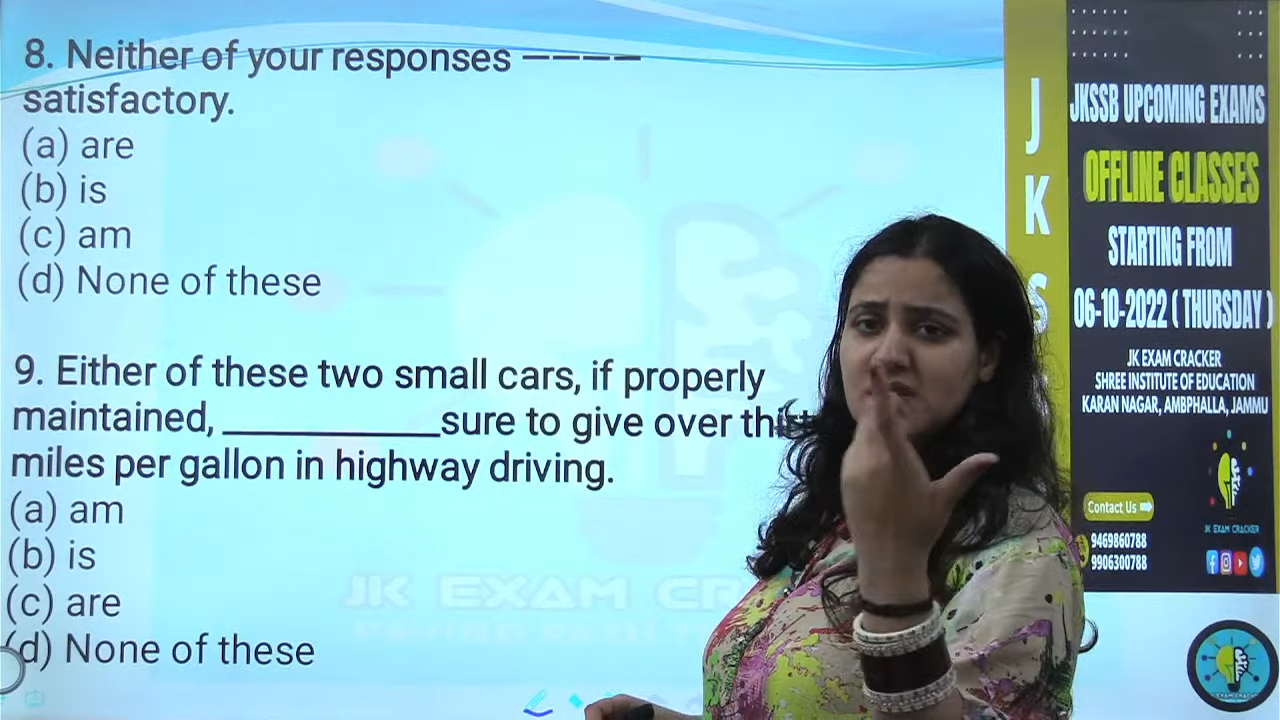 8. Neither of your responses −−−−−
satisfactory.
(a) are
(b) is
(c) am
(d) None of these
9. Either of these two small cars, if properly
maintained, ___________sure to give over
miles per gallon in highway driving.
(a) am
(b) is
(c) are
(d) None of these
JK EXAM
J
K
S
JKSSB UPCOMING EXAMS
OFFLINE CLASSES
STARTING FROM
06-10-2022 ( THURSDAY )
JK EXAM CRACKER
SHREE INSTITUTE OF EDUCATION
KARAN NAGAR, AMBPHALLA, JAMMU
JK EXAM CRACKER
Contact Us
9469860788
9906300788